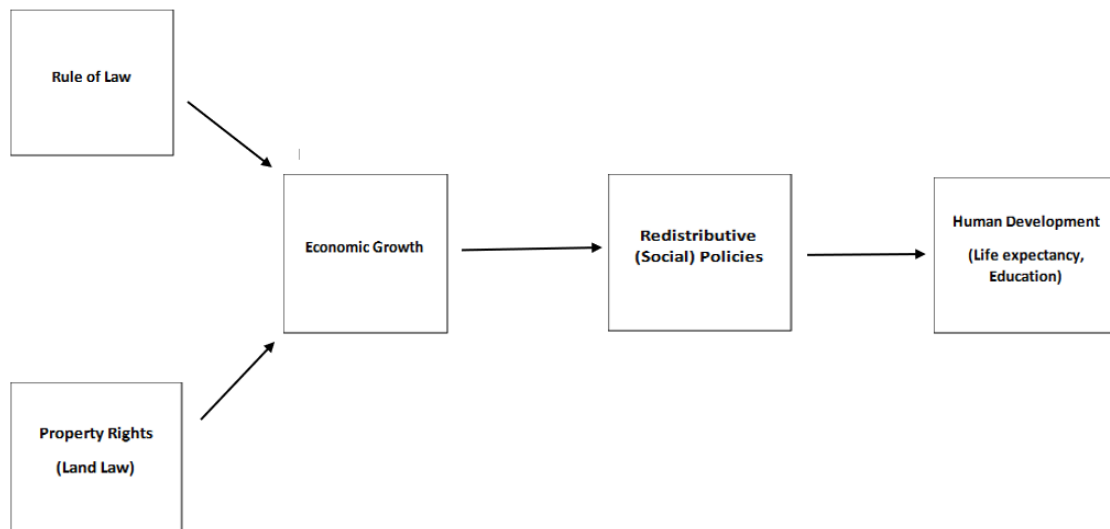 Rule of Law
Economic Growth
Redistributive
(Social) Policies
Human Development
(Life expectancy,
Education)
Property Rights
(Land Law)